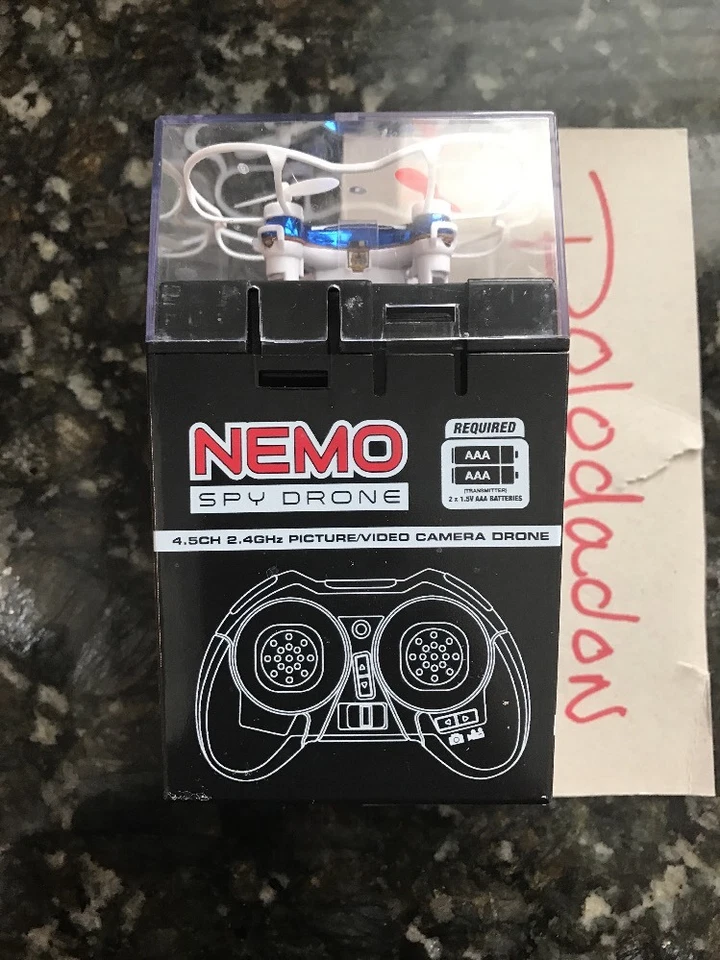 NEMO
SPY DRONE
REQUIRED
AAA
AAA
(TRANSMITTER)
2 x 1.5V AAA BATTERIES
4.5CH 2.4GHz PICTURE/VIDEO CAMERA DRONE
Dolodadon